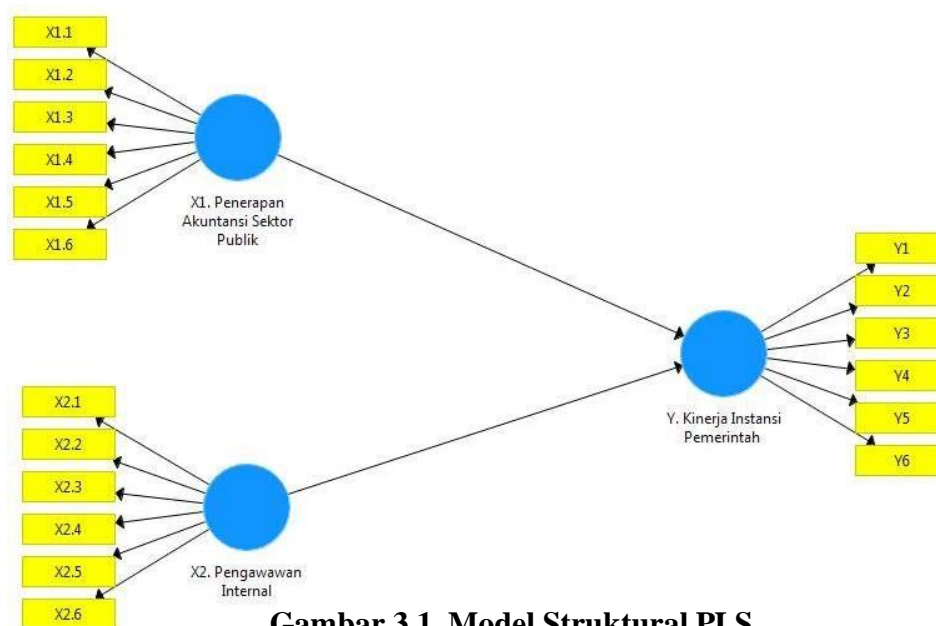 X1.1
X1.2
X1.3
X1.4
X1.5
X1.6
X1. Penerapan
Akuntansi Sektor
Publik
Y1
Y2
Y3
Y4
Y5
Y6
Y. Kinerja Instansi
Pemerintah
X2.1
X2.2
X2.3
X2.4
X2.5
X2.6
X2. Pengawawan
Internal
Gambar 3.1. Model Struktural PLS